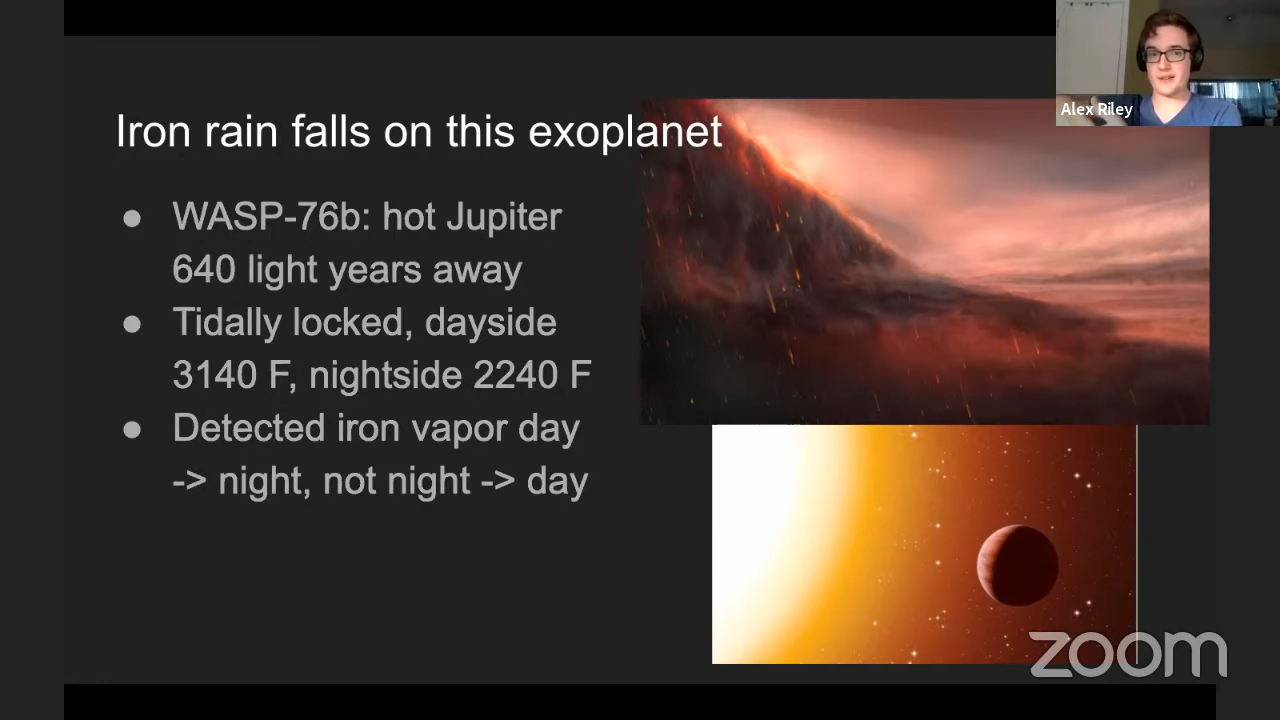 Alex Riley
Iron rain falls on this exoplanet
● WASP-76b: hot Jupiter
640 light years away
● Tidally locked, dayside
3140 F, nightside 2240 F
● Detected iron vapor day
-> night, not night -> day
zoom